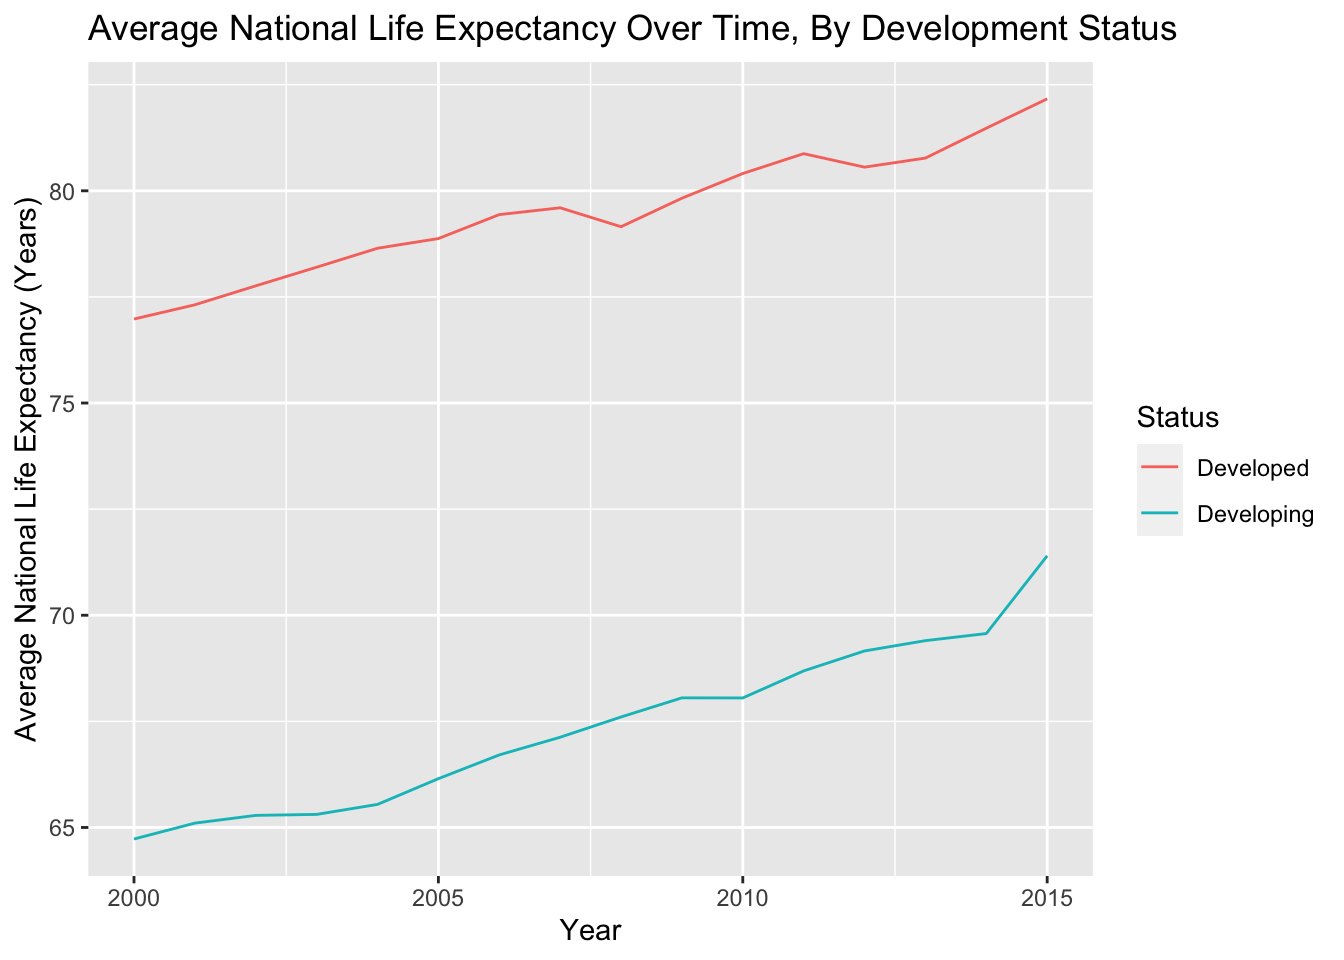 Average National Life Expectancy Over Time, By Development Status
Average National Life Expectancy (Years)
80
75
70
65
2000
2005
2010
2015
Year
Status
Developed
Developing